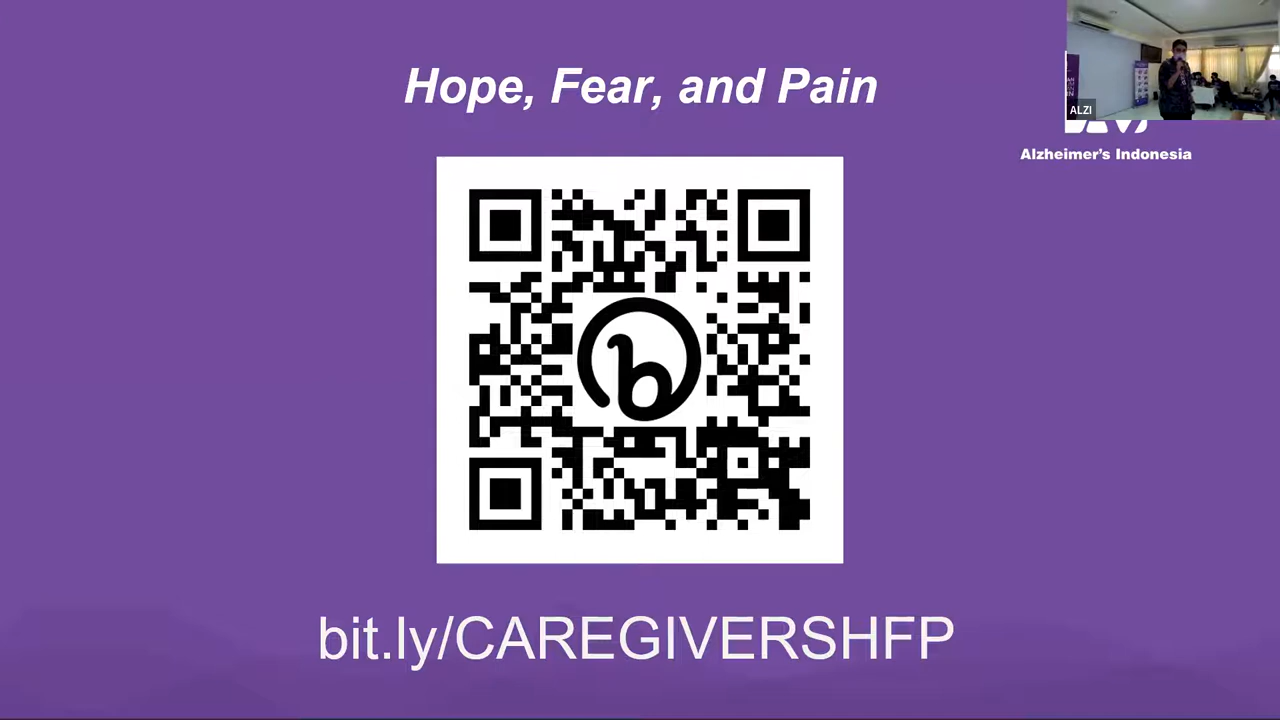 Hope, Fear, and Pain
ALZI
Alzheimer's Indonesia
bit.ly/CAREGIVERSHFP